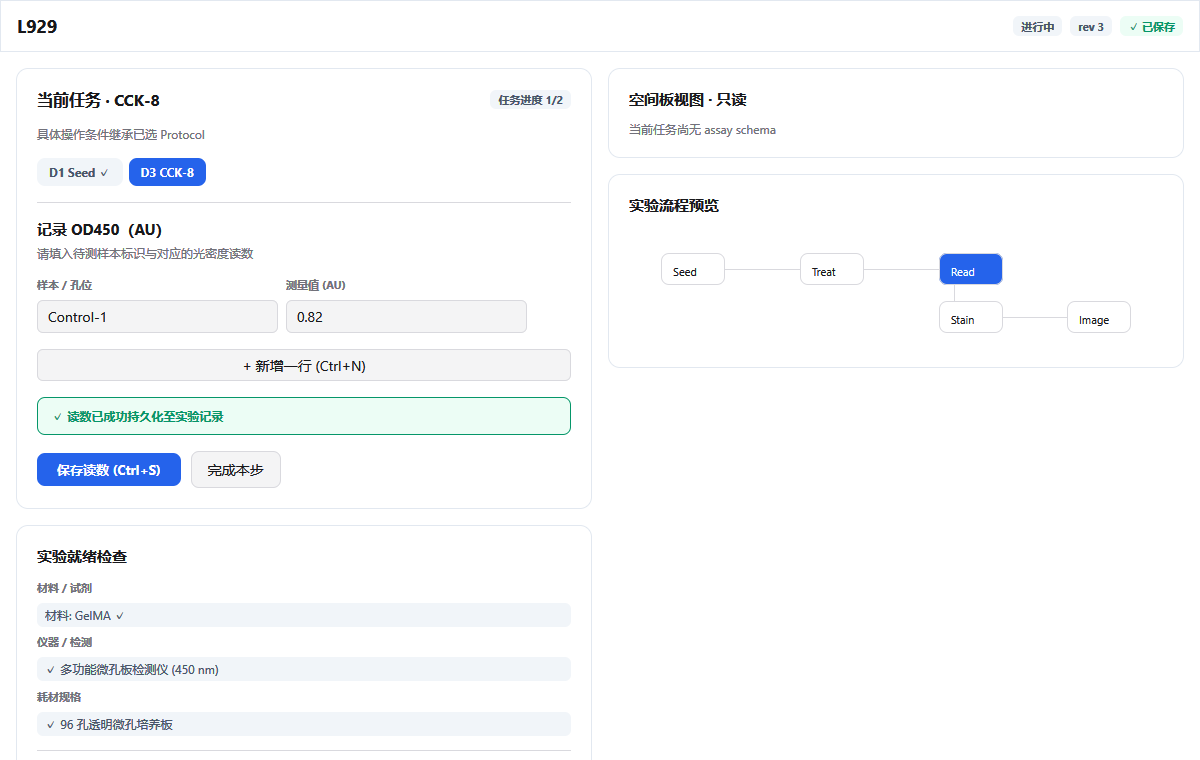 L929
进行中
rev 3
✓ 已保存
当前任务 · CCK-8
任务进度 1/2
具体操作条件继承已选 Protocol
D1 Seed ✓
D3 CCK-8
记录 OD450（AU）
请填入待测样本标识与对应的光密度读数
样本 / 孔位
测量值 (AU)
Control-1
0.82
+ 新增一行 (Ctrl+N)
✓ 读数已成功持久化至实验记录
保存读数 (Ctrl+S)
完成本步
实验就绪检查
材料 / 试剂
材料: GelMA ✓
仪器 / 检测
✓ 多功能微孔板检测仪 (450 nm)
耗材规格
✓ 96 孔透明微孔培养板
空间板视图 · 只读
当前任务尚无 assay schema
实验流程预览
Seed
Treat
Read
Stain
Image